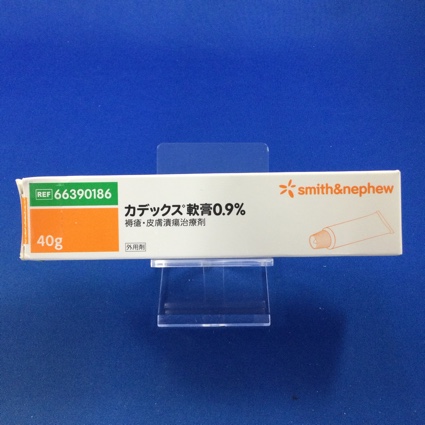 REF 66390186
smith&nephew
カデックス®軟膏0.9%
褥瘡・皮膚潰瘍治療剤
40g
外用剤